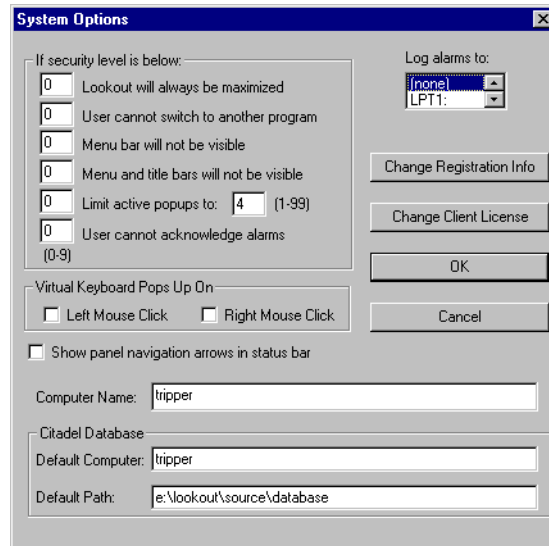 System Options
If security level is below:
0 Lookout will always be maximized
0 User cannot switch to another program
0 Menu bar will not be visible
0 Menu and title bars will not be visible
0 Limit active popups to: 4 (1-99)
0 User cannot acknowledge alarms
(0-9)
Log alarms to:
(none)
LPT1:
Change Registration Info
Change Client License
OK
Cancel
Virtual Keyboard Pops Up On
Left Mouse Click Right Mouse Click
Show panel navigation arrows in status bar
Computer Name: tripper
Citadel Database
Default Computer: tripper
Default Path: e:\lookout\source\database